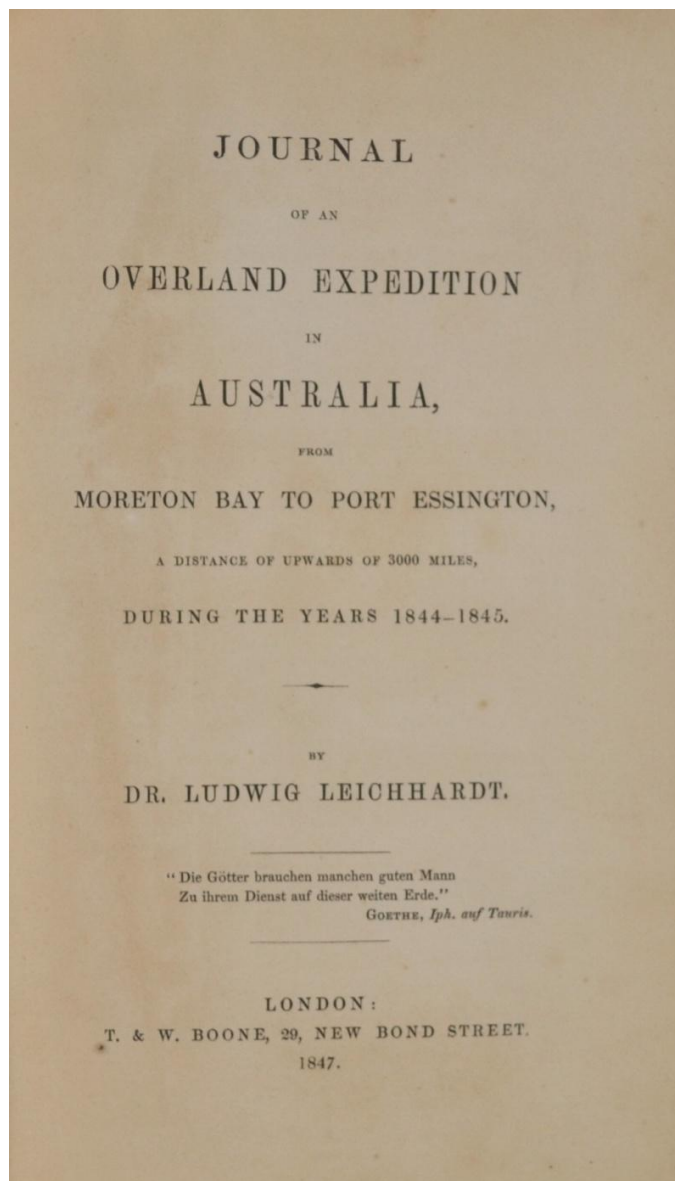 JOURNAL
OF AN
OVERLAND EXPEDITION
IN
AUSTRALIA,
FROM
MORETON BAY TO PORT ESSINGTON,
A DISTANCE OF UPWARDS OF 3000 MILES,
DURING THE YEARS 1844–1845.
BY
DR. LUDWIG LEICHHARDT.
“Die Götter brauchen manchen guten Mann
Zu ihrem Dienst auf dieser weiten Erde.”
GOETHE, Iph. auf Tauris.
LONDON:
T. & W. BOONE, 29, NEW BOND STREET.
1847.